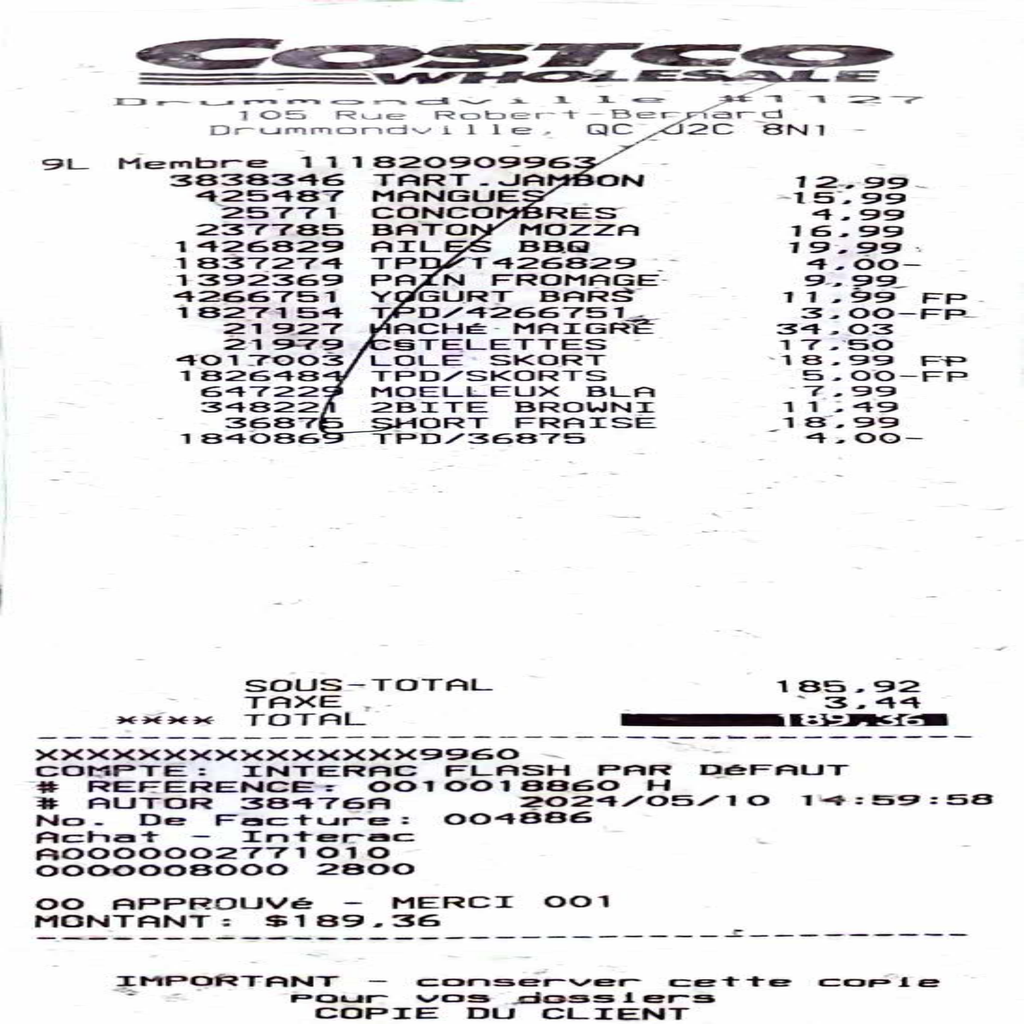 COSTCO
WHOLESALE
Drummondville #1127
105 Rue Robert-Bernard
Drummondville, QC J2C 8N1
9L Membre 111820909963
3838346 TART.JAMBON 12,99
425487 MANGUES 15,99
25771 CONCOMBRES 4,99
237785 BATON MOZZA 16,99
1426829 AILES BBQ 19,99
1837274 TPD/1426829 4,00-
1392369 PAIN FROMAGE 9,99
4266751 YOGURT BARS 11,99 FP
1827154 TPD/4266751 3,00-FP
21927 HACHé MAIGRE 34,03
21979 COTELETTES 17,50
4017003 LOLE SKORT 18,99 FP
1826484 TPD/SKORTS 5,00-FP
647229 MOELLEUX BLA 7,99
348221 2BITE BROWNI 11,49
36875 SHORT FRAISE 18,99
1840869 TPD/36875 4,00-
SOUS-TOTAL 185,92
TAXE 3,44
**** TOTAL 189,36
XXXXXXXXXXXXXXX9960
COMPTE: INTERAC FLASH PAR DéFAUT
# REFERENCE: 0010018860 H
# AUTOR 38476A 2024/05/10 14:59:58
No. De Facture: 004886
Achat - Interac
A0000002771010
0000008000 2800
00 APPROUVé - MERCI 001
MONTANT: $189,36
IMPORTANT - conserver cette copie
pour vos dossiers
COPIE DU CLIENT